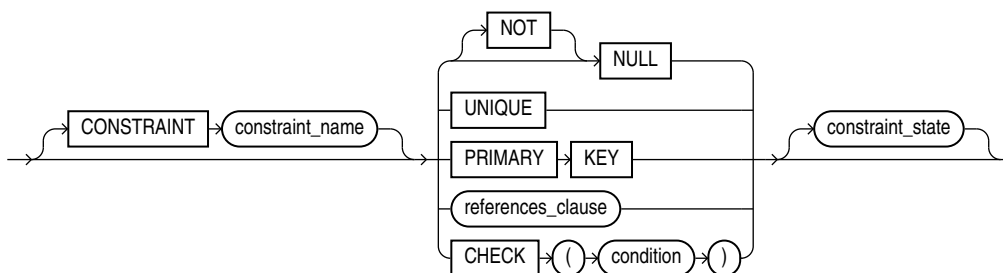 NOT
NULL
UNIQUE
CONSTRAINT constraint_name constraint_state
PRIMARY KEY
references_clause
CHECK ( condition )